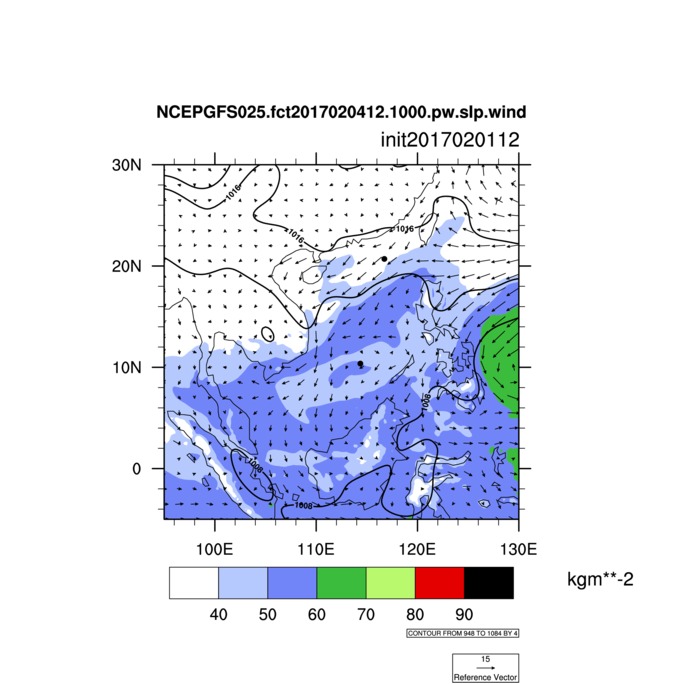 NCEPGFS025.fct2017020412.1000.pw.slp.wind
init2017020112
30N
20N
10N
0
1016
1016
1016
1008
1008
1008
100E 110E 120E 130E
40 50 60 70 80 90
kgm**-2
CONTOUR FROM 948 TO 1084 BY 4
15
Reference Vector